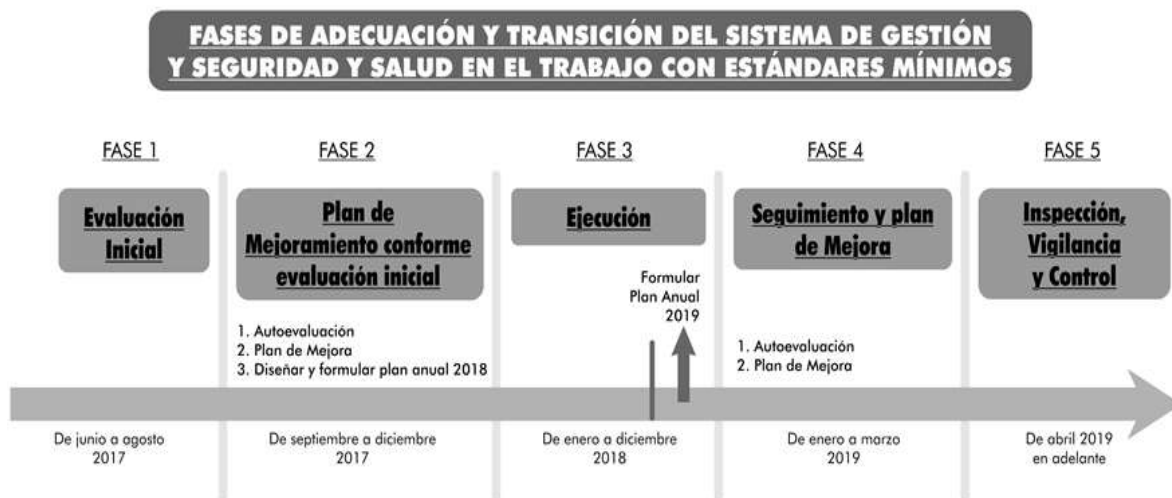 FASES DE ADECUACIÓN Y TRANSICIÓN DEL SISTEMA DE GESTIÓN
Y SEGURIDAD Y SALUD EN EL TRABAJO CON ESTÁNDARES MÍNIMOS
FASE 1
FASE 2
FASE 3
FASE 4
FASE 5
Evaluación
Inicial
Plan de
Mejoramiento conforme
evaluación inicial
Ejecución
Seguimiento y plan
de Mejora
Inspección,
Vigilancia
y Control
1. Autoevaluación
2. Plan de Mejora
3. Diseñar y formular plan anual 2018
Formular
Plan Anual
2019
1. Autoevaluación
2. Plan de Mejora
De junio a agosto
2017
De septiembre a diciembre
2017
De enero a diciembre
2018
De enero a marzo
2019
De abril 2019
en adelante